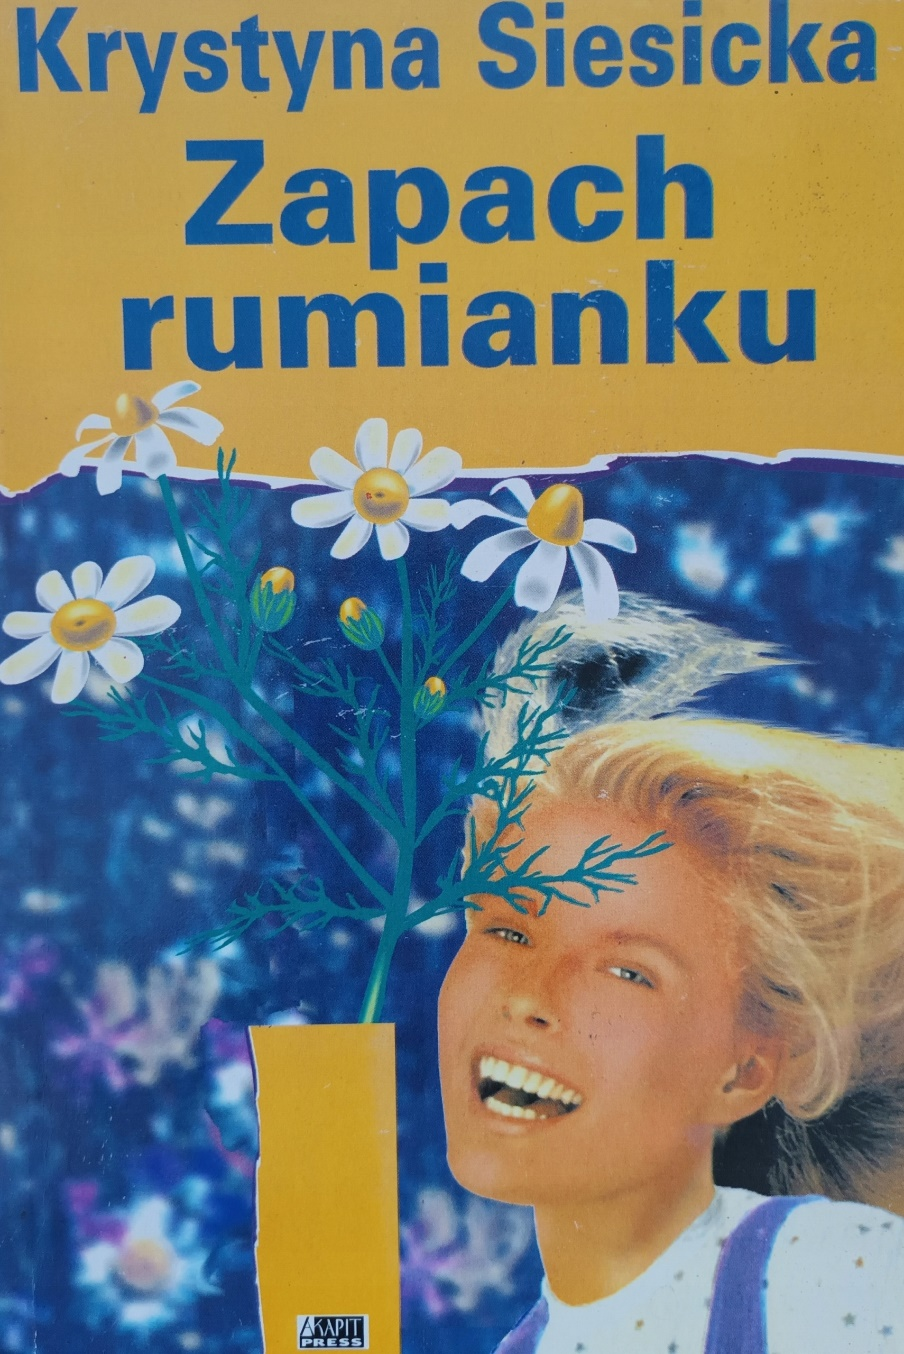 Krystyna Siesicka
Zapach
rumianku
AKAPIT
PRESS